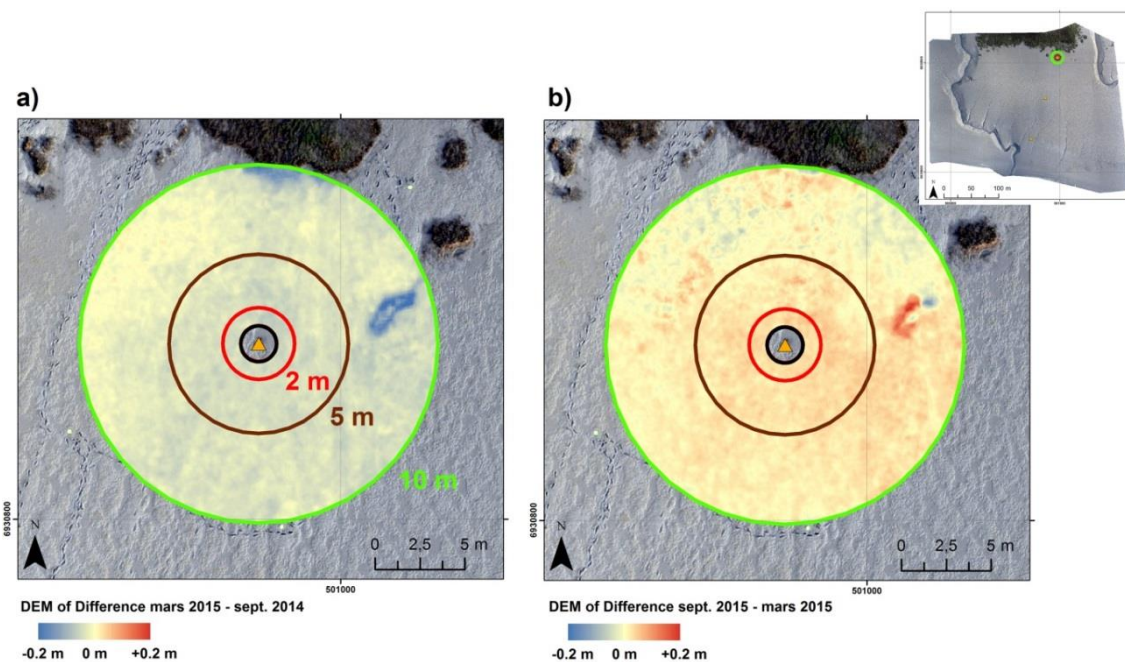 a)
b)
N
0 50 100 m
2 m
5 m
10 m
6930800
N
0 2,5 5 m
501000
6930800
N
0 2,5 5 m
501000
DEM of Difference mars 2015 - sept. 2014
-0.2 m 0 m +0.2 m
DEM of Difference sept. 2015 - mars 2015
-0.2 m 0 m +0.2 m